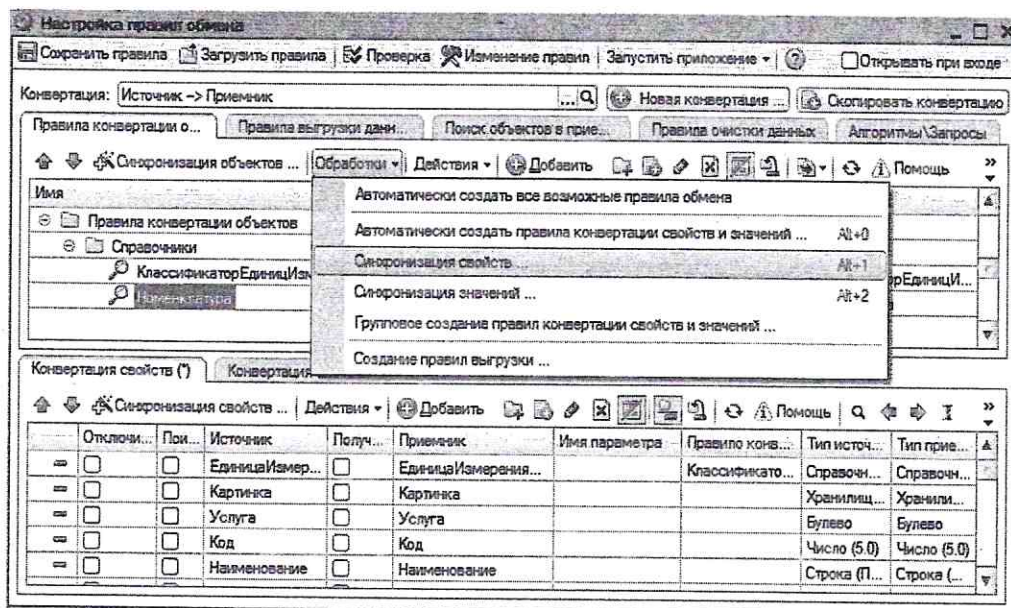 Настройка правил обмена
Сохранить правила Загрузить правила Проверка Изменение правил Запустить приложение Открывать при входе
Конвертация: Источник -> Приемник ... Новая конвертация ... Скопировать конвертацию
Правила конвертации о... Правила выгрузки данн... Поиск объектов в прие... Правила очистки данных Алгоритмы\Запросы
Синхронизация объектов ... Обработки Действия Добавить Помощь
Имя
Автоматически создать все возможные правила обмена
Правила конвертации объектов
Автоматически создать правила конвертации свойств и значений ... Alt+0
Справочники
Синхронизация свойств Alt+1
КлассификаторЕдиницИзм
орЕдиницИ...
Номенклатура
Синхронизация значений ... Alt+2
Групповое создание правил конвертации свойств и значений ...
Создание правил выгрузки ...
Конвертация свойств (*) Конвертация
Синхронизация свойств ... Действия Добавить Помощь
Отключи... Пои... Источник Получ... Приемник Имя параметра Правило конв... Тип источ... Тип прие...
ЕдиницаИзмер... ЕдиницаИзмерения... Классификато... Справочн... Справочн...
Картинка Картинка Хранилищ... Хранили...
Услуга Услуга Булево Булево
Код Код Число (5.0) Число (5.0)
Наименование Наименование Строка (П... Строка (...